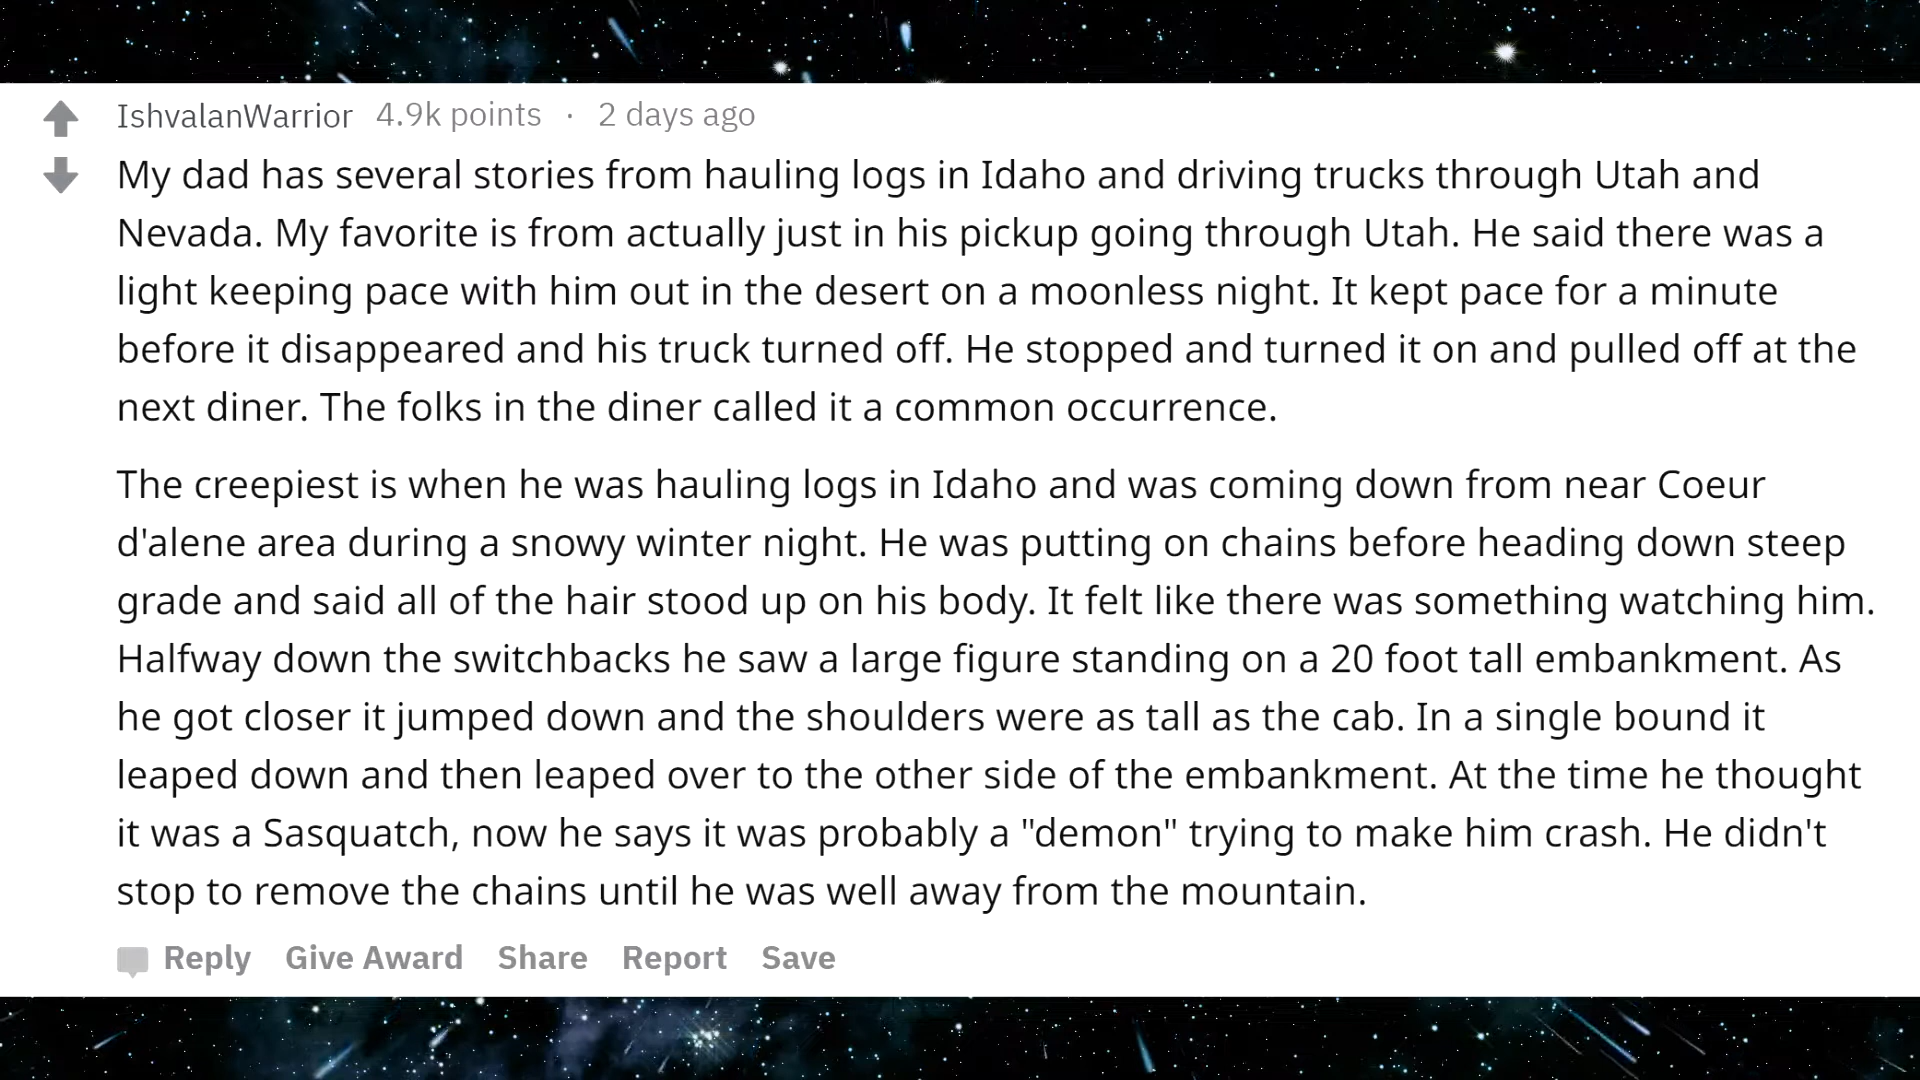 IshvalanWarrior 4.9k points · 2 days ago
My dad has several stories from hauling logs in Idaho and driving trucks through Utah and
Nevada. My favorite is from actually just in his pickup going through Utah. He said there was a
light keeping pace with him out in the desert on a moonless night. It kept pace for a minute
before it disappeared and his truck turned off. He stopped and turned it on and pulled off at the
next diner. The folks in the diner called it a common occurrence.
The creepiest is when he was hauling logs in Idaho and was coming down from near Coeur
d'alene area during a snowy winter night. He was putting on chains before heading down steep
grade and said all of the hair stood up on his body. It felt like there was something watching him.
Halfway down the switchbacks he saw a large figure standing on a 20 foot tall embankment. As
he got closer it jumped down and the shoulders were as tall as the cab. In a single bound it
leaped down and then leaped over to the other side of the embankment. At the time he thought
it was a Sasquatch, now he says it was probably a "demon" trying to make him crash. He didn't
stop to remove the chains until he was well away from the mountain.
Reply Give Award Share Report Save